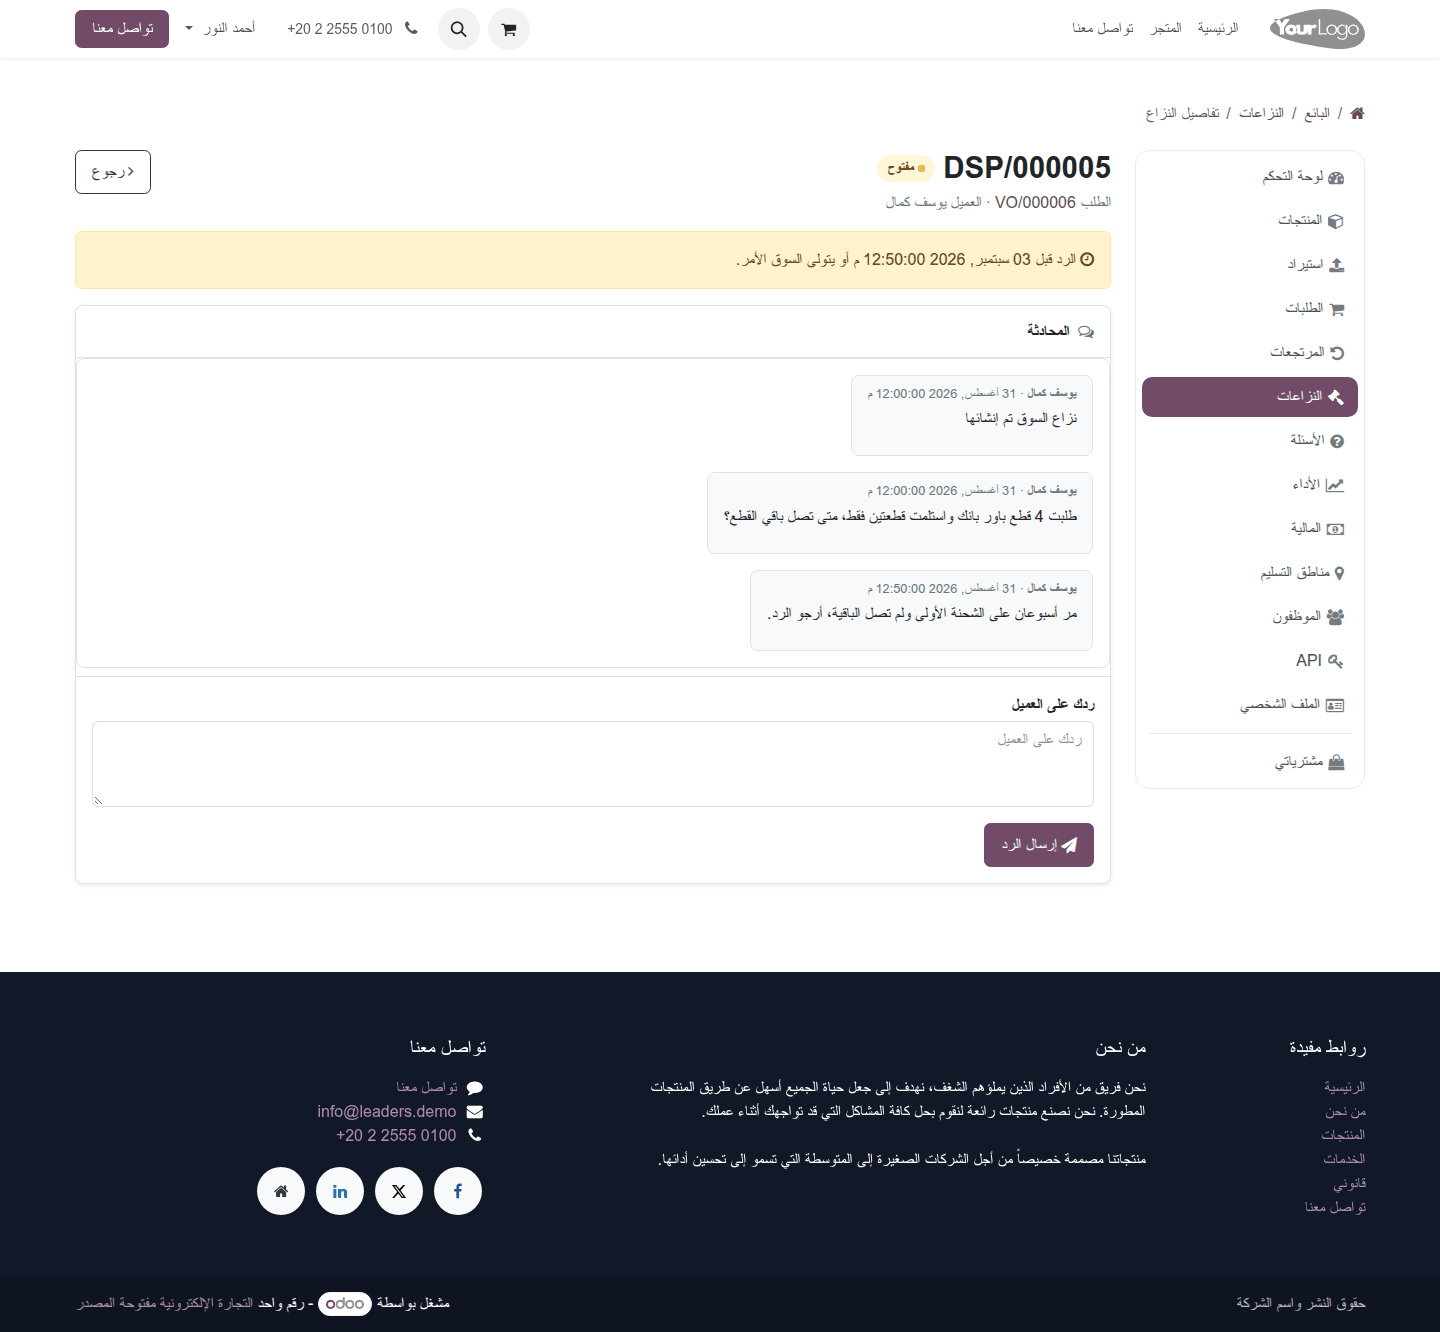 YourLogo
الرئيسية
المتجر
تواصل معنا
+20 2 2555 0100
أحمد النور
تواصل معنا
/ البائع / النزاعات / تفاصيل النزاع
لوحة التحكم
المنتجات
استيراد
الطلبات
المرتجعات
النزاعات
الأسئلة
الأداء
المالية
مناطق التسليم
الموظفون
API
الملف الشخصي
مشترياتي
DSP/000005 مفتوح
رجوع
الطلب VO/000006 · العميل يوسف كمال
الرد قبل 03 سبتمبر, 2026 12:50:00 م أو يتولى السوق الأمر.
المحادثة
يوسف كمال · 31 أغسطس, 2026 12:00:00 م
نزاع السوق تم إنشائها
يوسف كمال · 31 أغسطس, 2026 12:00:00 م
طلبت 4 قطع باور بانك واستلمت قطعتين فقط، متى تصل باقي القطع؟
يوسف كمال · 31 أغسطس, 2026 12:50:00 م
مر أسبوعان على الشحنة الأولى ولم تصل الباقية، أرجو الرد.
ردك على العميل
ردك على العميل
إرسال الرد
روابط مفيدة
الرئيسية
من نحن
المنتجات
الخدمات
قانوني
تواصل معنا
من نحن
نحن فريق من الأفراد الذين يملؤهم الشغف، نهدف إلى جعل حياة الجميع أسهل عن طريق المنتجات
المطورة. نحن نصنع منتجات رائعة لنقوم بحل كافة المشاكل التي قد تواجهك أثناء عملك.
منتجاتنا مصممة خصيصاً من أجل الشركات الصغيرة إلى المتوسطة التي تسمو إلى تحسين أدائها.
تواصل معنا
تواصل معنا
info@leaders.demo
+20 2 2555 0100
حقوق النشر واسم الشركة
مشغل بواسطة odoo - رقم واحد التجارة الإلكترونية مفتوحة المصدر